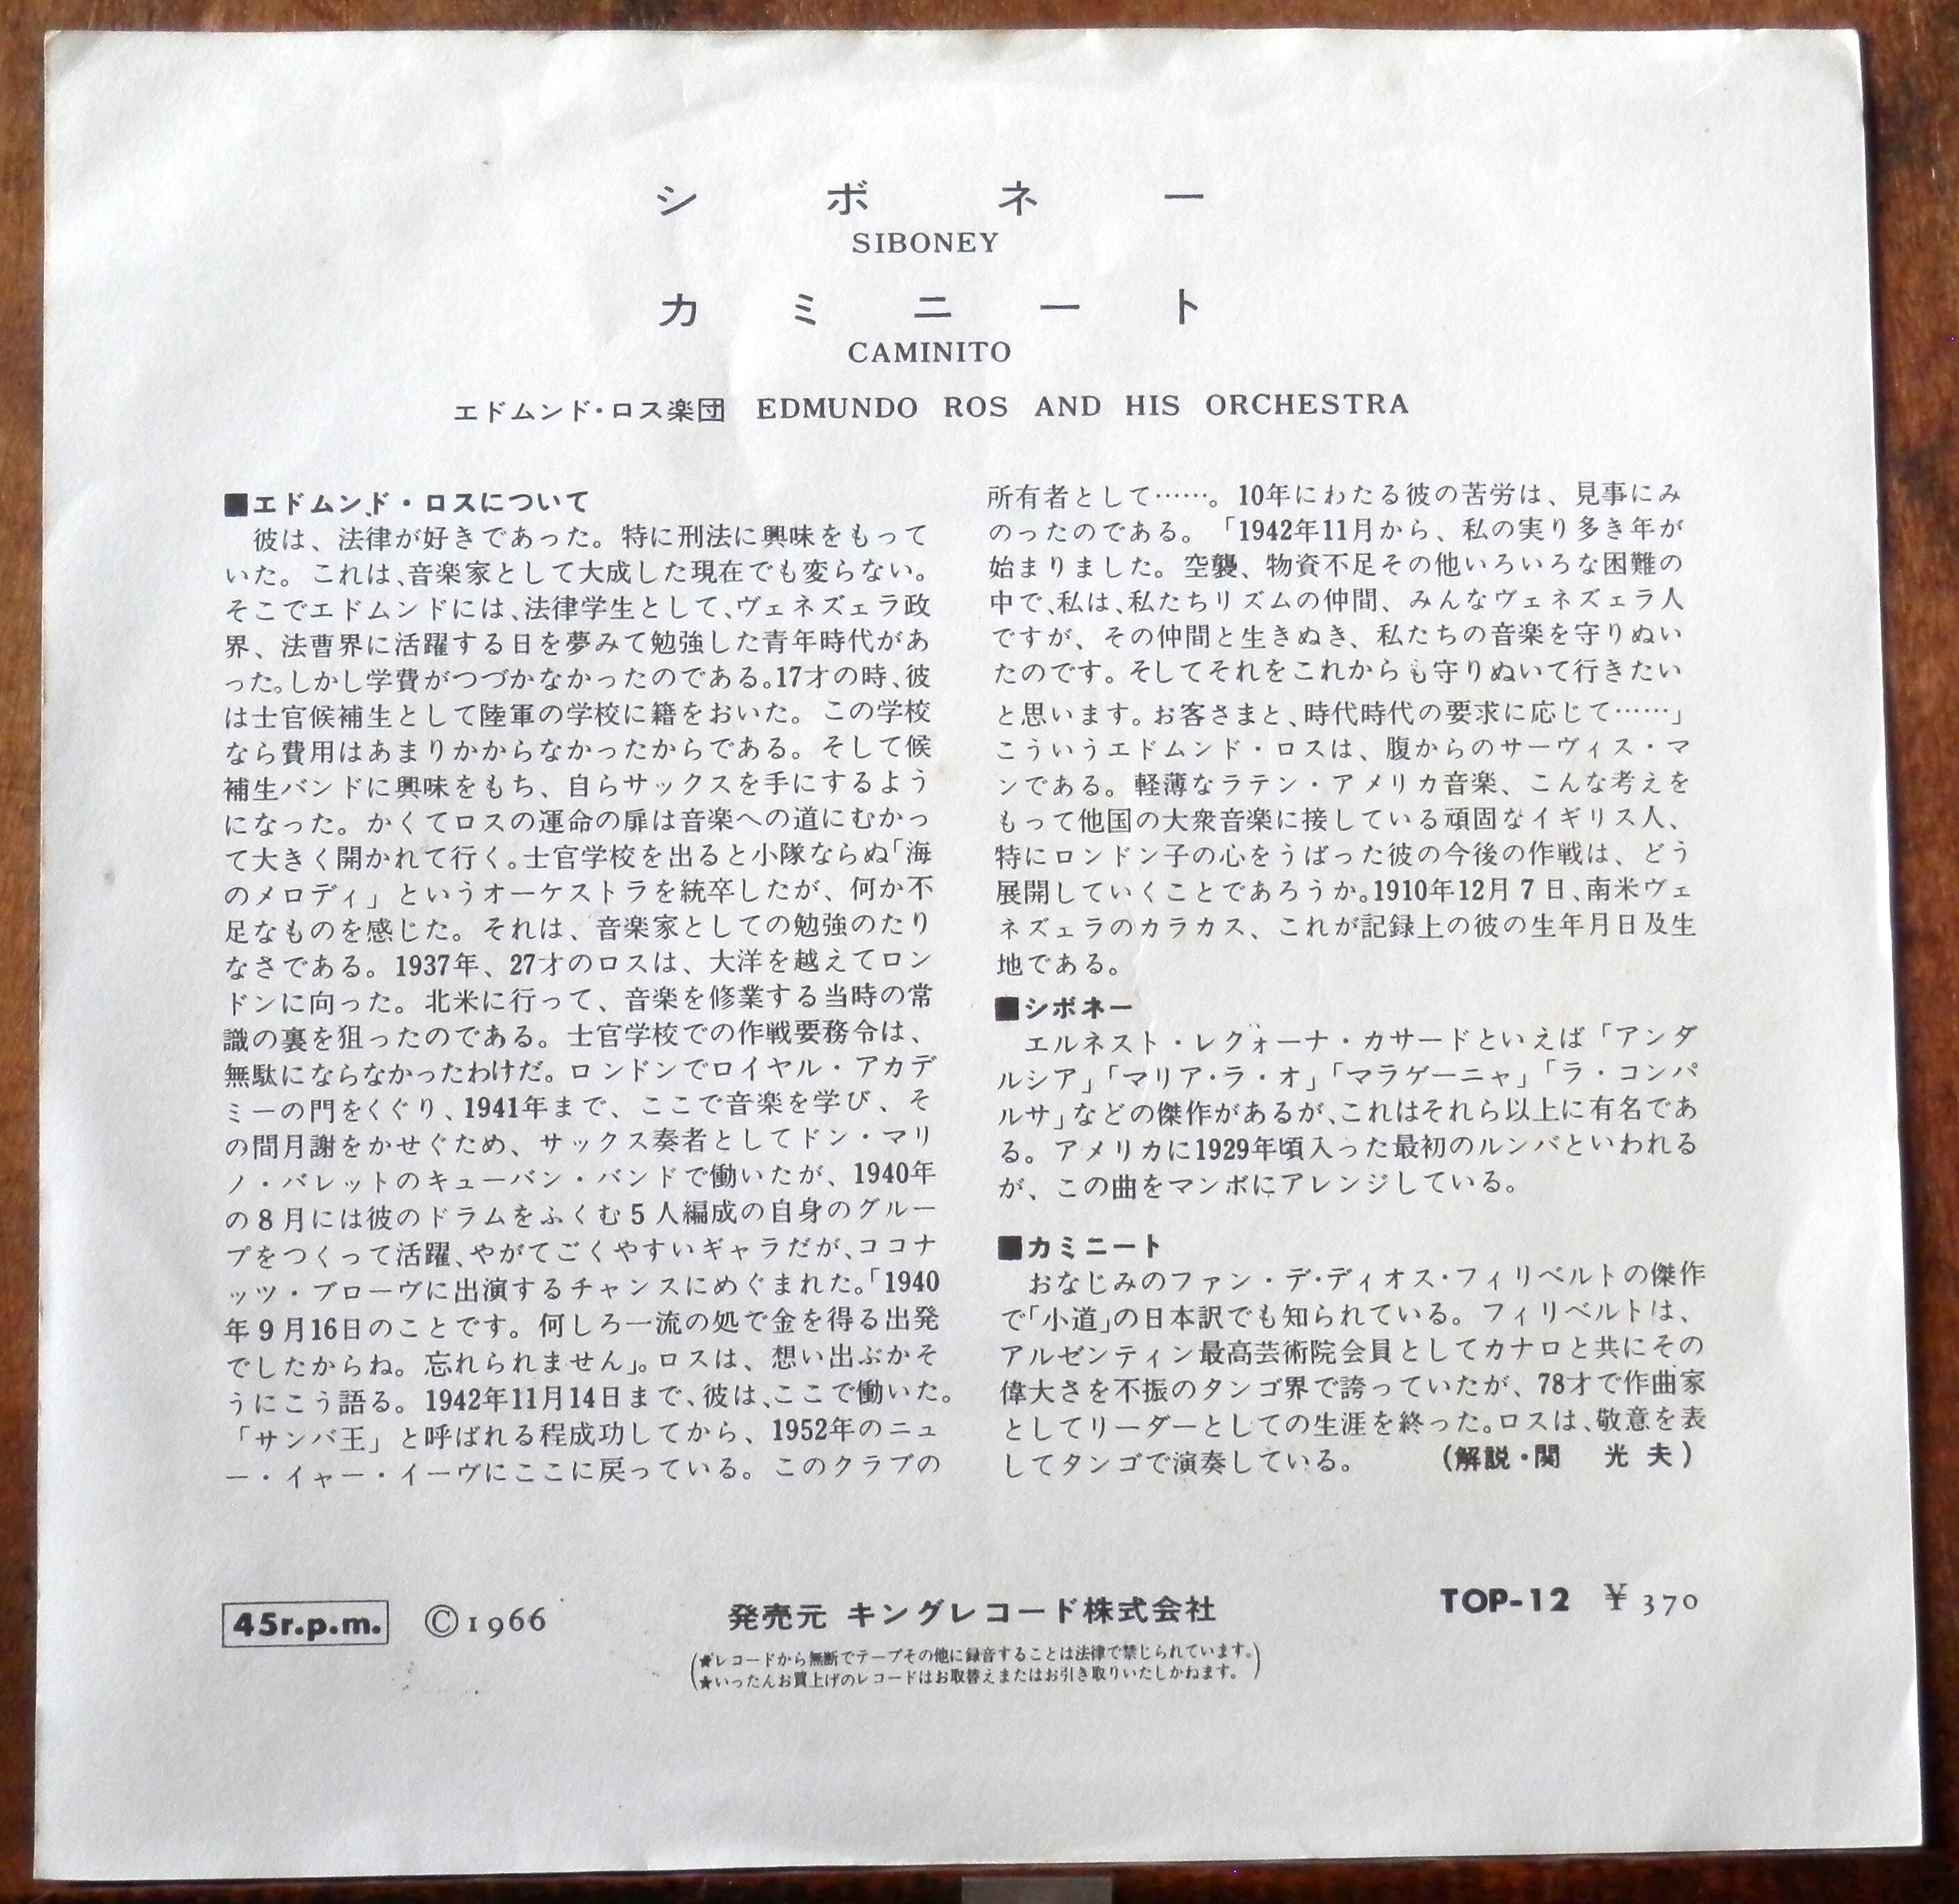 シボネー
SIBONEY
カミニート
CAMINITO
エドムンド・ロス楽団 EDMUNDO ROS AND HIS ORCHESTRA
■エドムンド・ロスについて
彼は、法律が好きであった。特に刑法に興味をもって
いた。これは、音楽家として大成した現在でも変らない。
そこでエドムンドには、法律学生として、ヴェネズェラ政
界、法曹界に活躍する日を夢みて勉強した青年時代があ
った。しかし学費がつづかなかったのである。17才の時、彼
は士官候補生として陸軍の学校に籍をおいた。この学校
なら費用はあまりかからなかったからである。そして候
補生バンドに興味をもち、自らサックスを手にするよう
になった。かくてロスの運命の扉は音楽への道にむかっ
て大きく開かれて行く。士官学校を出ると小隊ならぬ「海
のメロディ」というオーケストラを統卒したが、何か不
足なものを感じた。それは、音楽家としての勉強のたり
なさである。1937年、27才のロスは、大洋を越えてロン
ドンに向った。北米に行って、音楽を修業する当時の常
識の裏を狙ったのである。士官学校での作戦要務令は、
無駄にならなかったわけだ。ロンドンでロイヤル・アカデ
ミーの門をくぐり、1941年まで、ここで音楽を学び、そ
の間月謝をかせぐため、サックス奏者としてドン・マリ
ノ・バレットのキューバン・バンドで働いたが、1940年
の8月には彼のドラムをふくむ5人編成の自身のグルー
プをつくって活躍、やがてごくやすいギャラだが、ココナ
ッツ・ブローヴに出演するチャンスにめぐまれた。「1940
年9月16日のことです。何しろ一流の処で金を得る出発
でしたからね。忘れられません」。ロスは、想い出ぶかそ
うにこう語る。1942年11月14日まで、彼は、ここで働いた。
「サンバ王」と呼ばれる程成功してから、1952年のニュ
ー・イャー・イーヴにここに戻っている。このクラブの
所有者として……。10年にわたる彼の苦労は、見事にみ
のったのである。「1942年11月から、私の実り多き年が
始まりました。空襲、物資不足その他いろいろな困難の
中で、私は、私たちリズムの仲間、みんなヴェネズェラ人
ですが、その仲間と生きぬき、私たちの音楽を守りぬい
たのです。そしてそれをこれからも守りぬいて行きたい
と思います。お客さまと、時代時代の要求に応じて……」
こういうエドムンド・ロスは、腹からのサーヴィス・マ
ンである。軽薄なラテン・アメリカ音楽、こんな考えを
もって他国の大衆音楽に接している頑固なイギリス人、
特にロンドン子の心をうばった彼の今後の作戦は、どう
展開していくことであろうか。1910年12月7日、南米ヴェ
ネズェラのカラカス、これが記録上の彼の生年月日及生
地である。
■シボネー
エルネスト・レクォーナ・カサードといえば「アンダ
ルシア」「マリア・ラ・オ」「マラゲーニャ」「ラ・コンパ
ルサ」などの傑作があるが、これはそれら以上に有名であ
る。アメリカに1929年頃入った最初のルンバといわれる
が、この曲をマンボにアレンジしている。
■カミニート
おなじみのファン・デ・ディオス・フィリベルトの傑作
で「小道」の日本訳でも知られている。フィリベルトは、
アルゼンティン最高芸術院会員としてカナロと共にその
偉大さを不振のタンゴ界で誇っていたが、78才で作曲家
としてリーダーとしての生涯を終った。ロスは、敬意を表
してタンゴで演奏している。 (解説・関 光夫)
45r.p.m. ©1966 発売元 キングレコード株式会社 TOP-12 ¥370
★レコードから無断でテープその他に録音することは法律で禁じられています。
★いったんお買上げのレコードはお取替えまたはお引き取りいたしかねます。